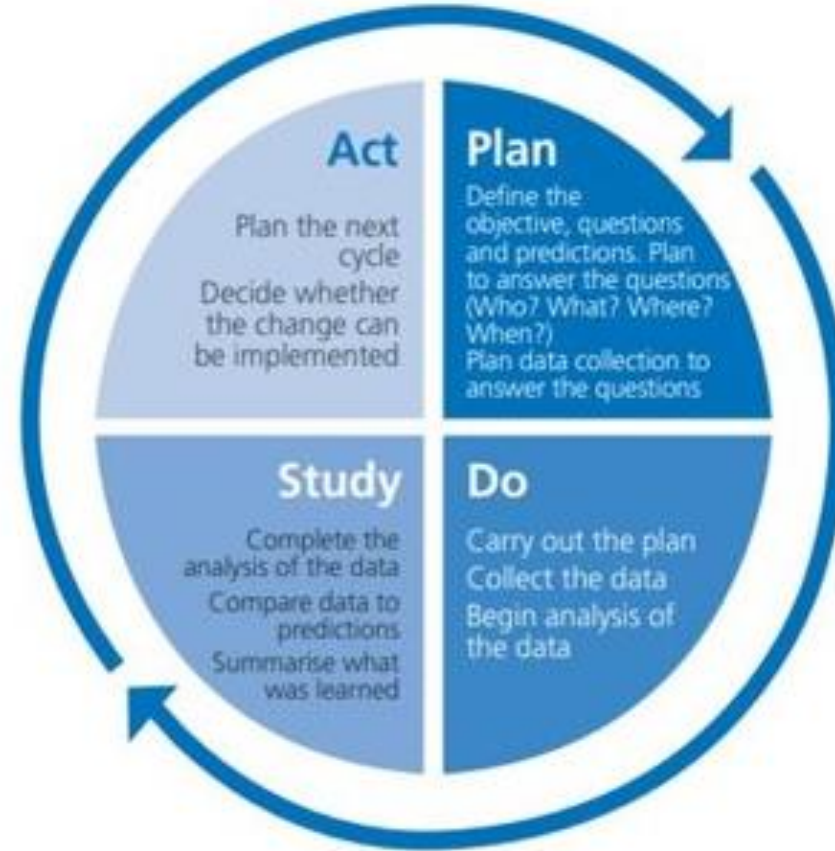 Act
Plan the next
cycle
Decide whether
the change can
be implemented
Plan
Define the
objective, questions
and predictions. Plan
to answer the questions
(Who? What? Where?
When?)
Plan data collection to
answer the questions
Study
Complete the
analysis of the data
Compare data to
predictions
Summarise what
was learned
Do
Carry out the plan
Collect the data
Begin analysis of
the data